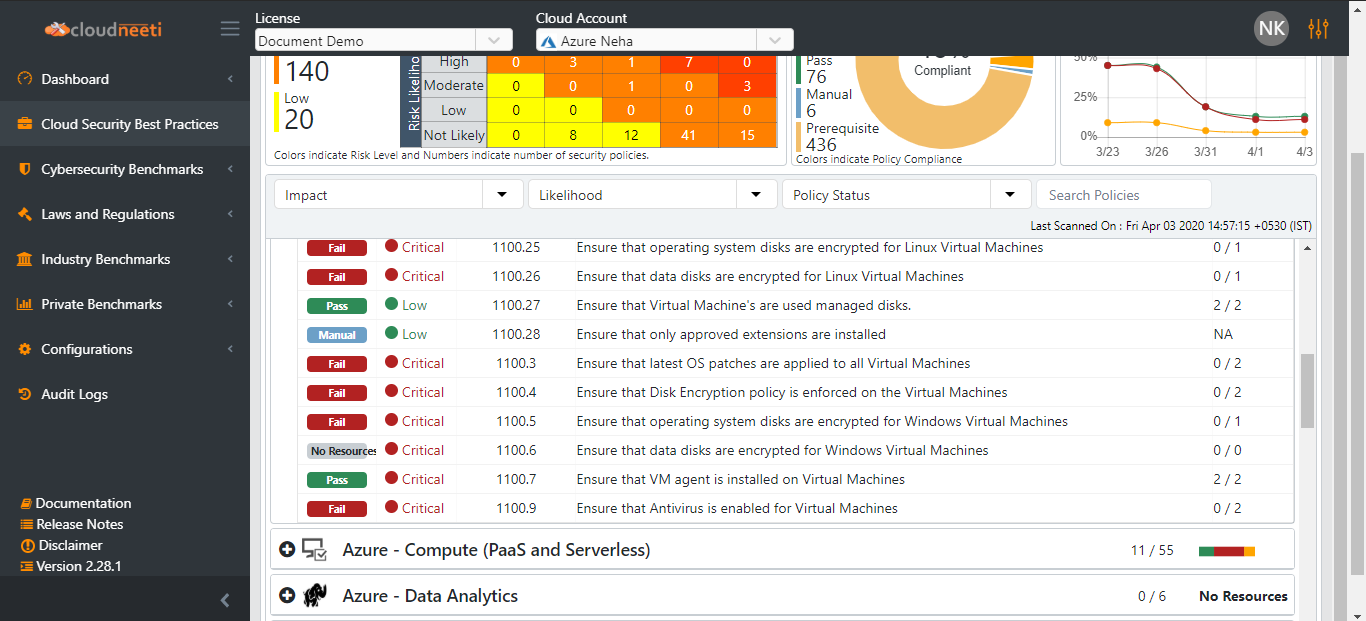 cloudneeti
License
Cloud Account
Document Demo
Azure Neha
NK
Dashboard
Cloud Security Best Practices
Cybersecurity Benchmarks
Laws and Regulations
Industry Benchmarks
Private Benchmarks
Configurations
Audit Logs
Documentation
Release Notes
Disclaimer
Version 2.28.1
140
Low
20
Risk Likeliho
High 0 3 1 7 0
Moderate 0 0 1 0 3
Low 0 0 0 0 0
Not Likely 0 8 12 41 15
Colors indicate Risk Level and Numbers indicate number of security policies.
Pass
76
Manual
6
Prerequisite
436
Compliant
Colors indicate Policy Compliance
50%
25%
0%
3/23 3/26 3/31 4/1 4/3
Impact
Likelihood
Policy Status
Search Policies
Last Scanned On : Fri Apr 03 2020 14:57:15 +0530 (IST)
Fail Critical 1100.25 Ensure that operating system disks are encrypted for Linux Virtual Machines 0 / 1
Fail Critical 1100.26 Ensure that data disks are encrypted for Linux Virtual Machines 0 / 1
Pass Low 1100.27 Ensure that Virtual Machine's are used managed disks. 2 / 2
Manual Low 1100.28 Ensure that only approved extensions are installed NA
Fail Critical 1100.3 Ensure that latest OS patches are applied to all Virtual Machines 0 / 2
Fail Critical 1100.4 Ensure that Disk Encryption policy is enforced on the Virtual Machines 0 / 2
Fail Critical 1100.5 Ensure that operating system disks are encrypted for Windows Virtual Machines 0 / 1
No Resources Critical 1100.6 Ensure that data disks are encrypted for Windows Virtual Machines 0 / 0
Pass Critical 1100.7 Ensure that VM agent is installed on Virtual Machines 2 / 2
Fail Critical 1100.9 Ensure that Antivirus is enabled for Virtual Machines 0 / 2
Azure - Compute (PaaS and Serverless) 11 / 55
Azure - Data Analytics 0 / 6 No Resources